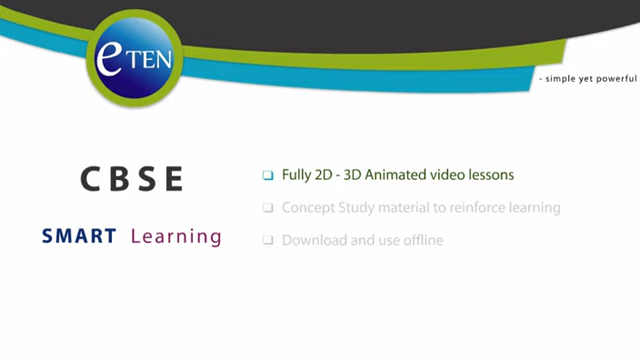 eTEN
- simple yet powerful
CBSE
SMART Learning
Fully 2D - 3D Animated video lessons
Concept Study material to reinforce learning
Download and use offline